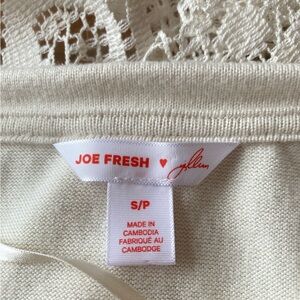 JOE FRESH ♥
S/P
MADE IN
CAMBODIA
FABRIQUÉ AU
CAMBODGE